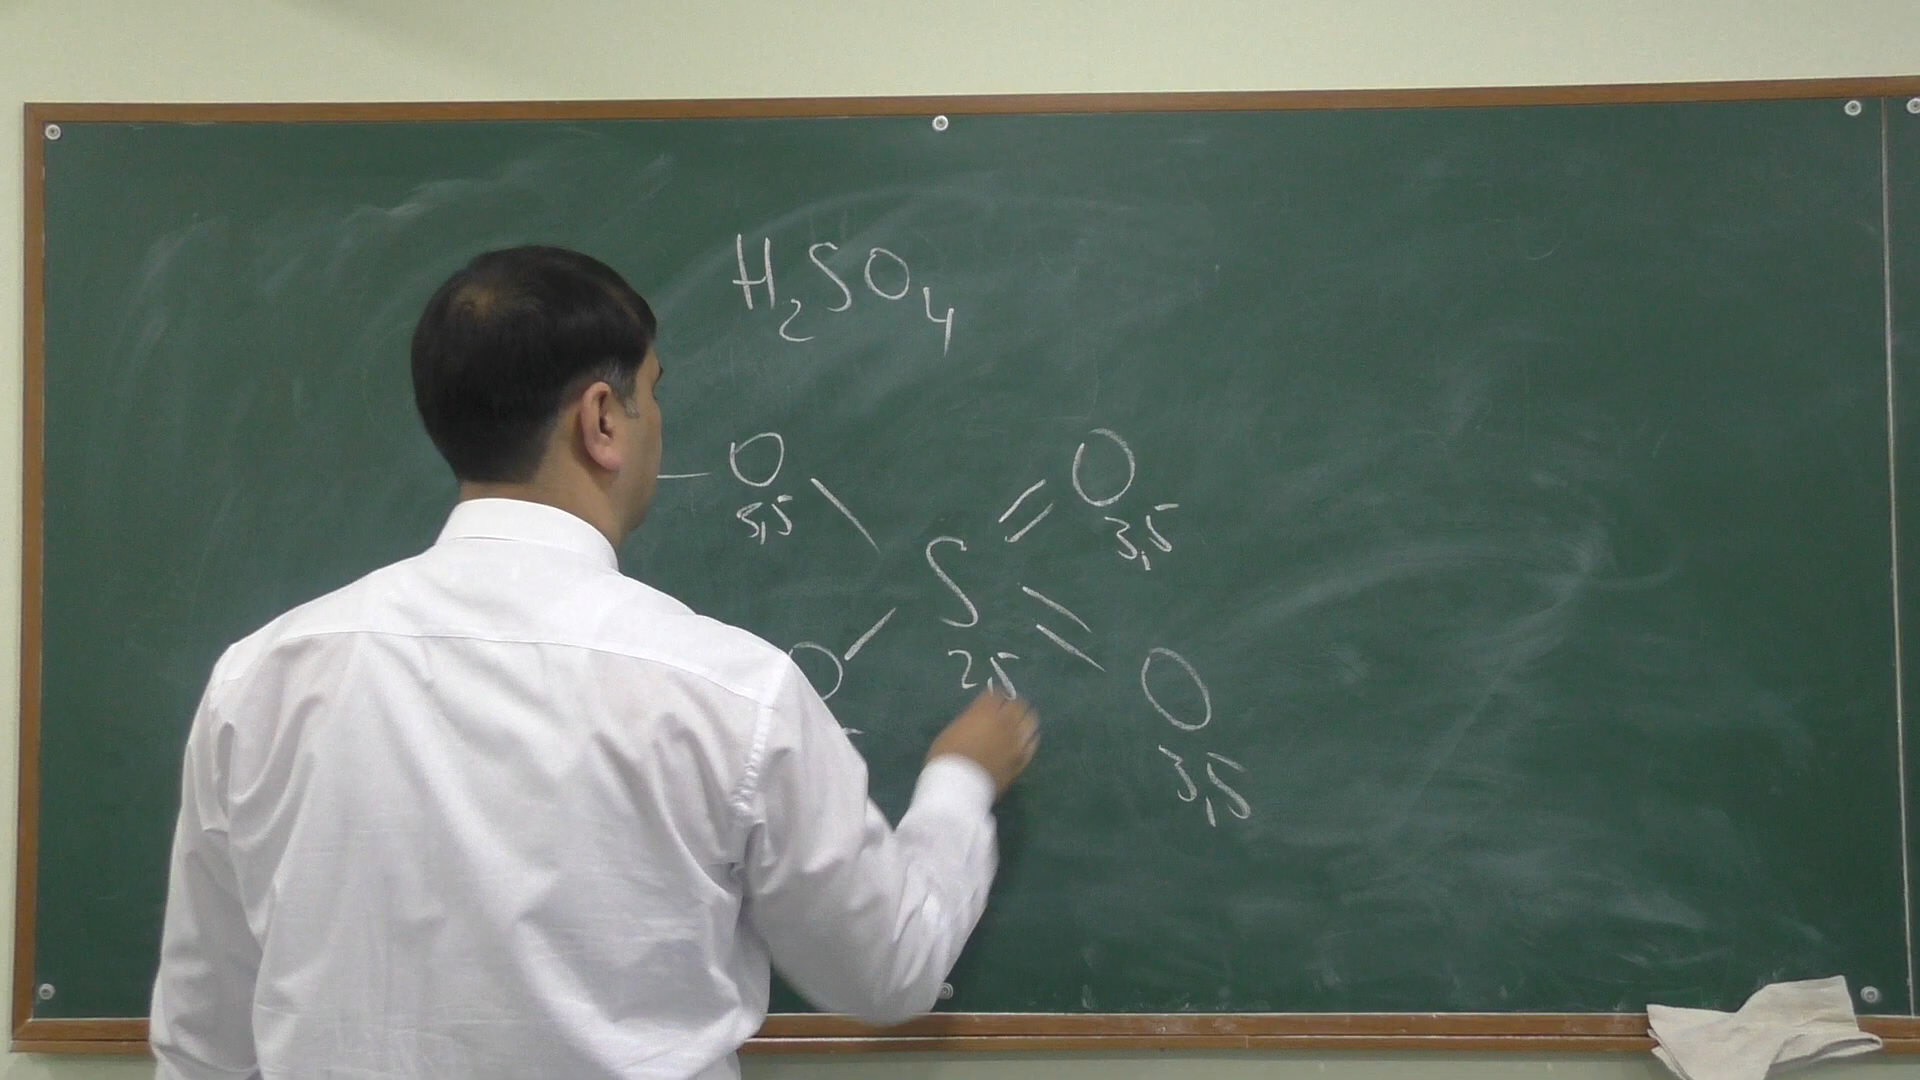 H₂SO₄
– O \ S = O
3,5 3,5
O / 2,5 = O
3,5